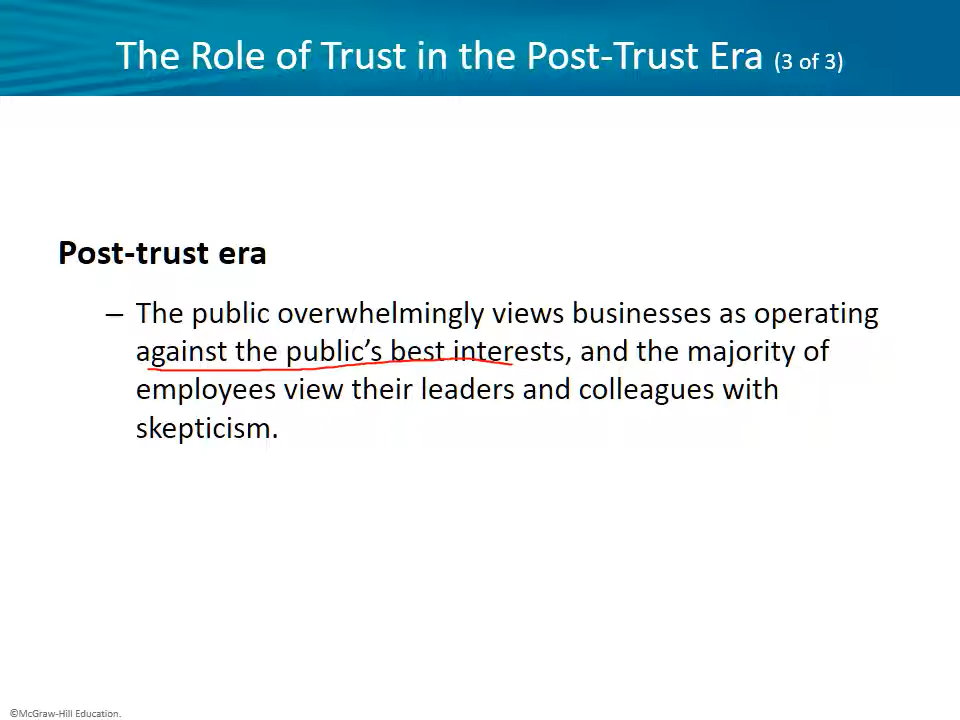 The Role of Trust in the Post-Trust Era (3 of 3)
Post-trust era
– The public overwhelmingly views businesses as operating
against the public’s best interests, and the majority of
employees view their leaders and colleagues with
skepticism.
©McGraw-Hill Education.